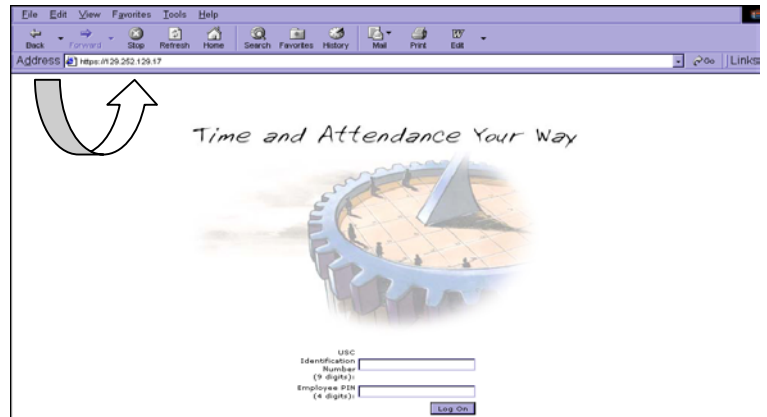 File Edit View Favorites Tools Help
Back Forward Stop Refresh Home Search Favorites History Mail Print Edit
Address https://129.252.129.17 Go Links
Time and Attendance Your Way
USC
Identification
Number
(9 digits):
Employee PIN
(4 digits):
Log On